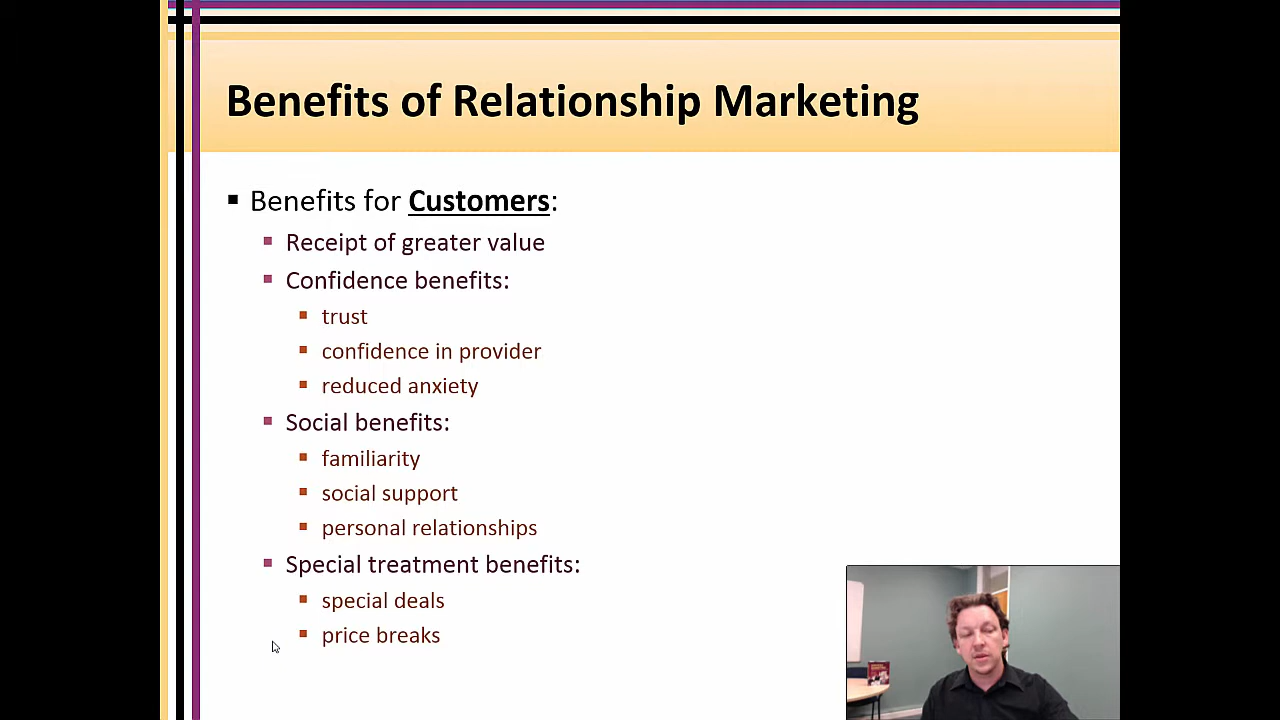 Benefits of Relationship Marketing
Benefits for Customers:
Receipt of greater value
Confidence benefits:
trust
confidence in provider
reduced anxiety
Social benefits:
familiarity
social support
personal relationships
Special treatment benefits:
special deals
price breaks